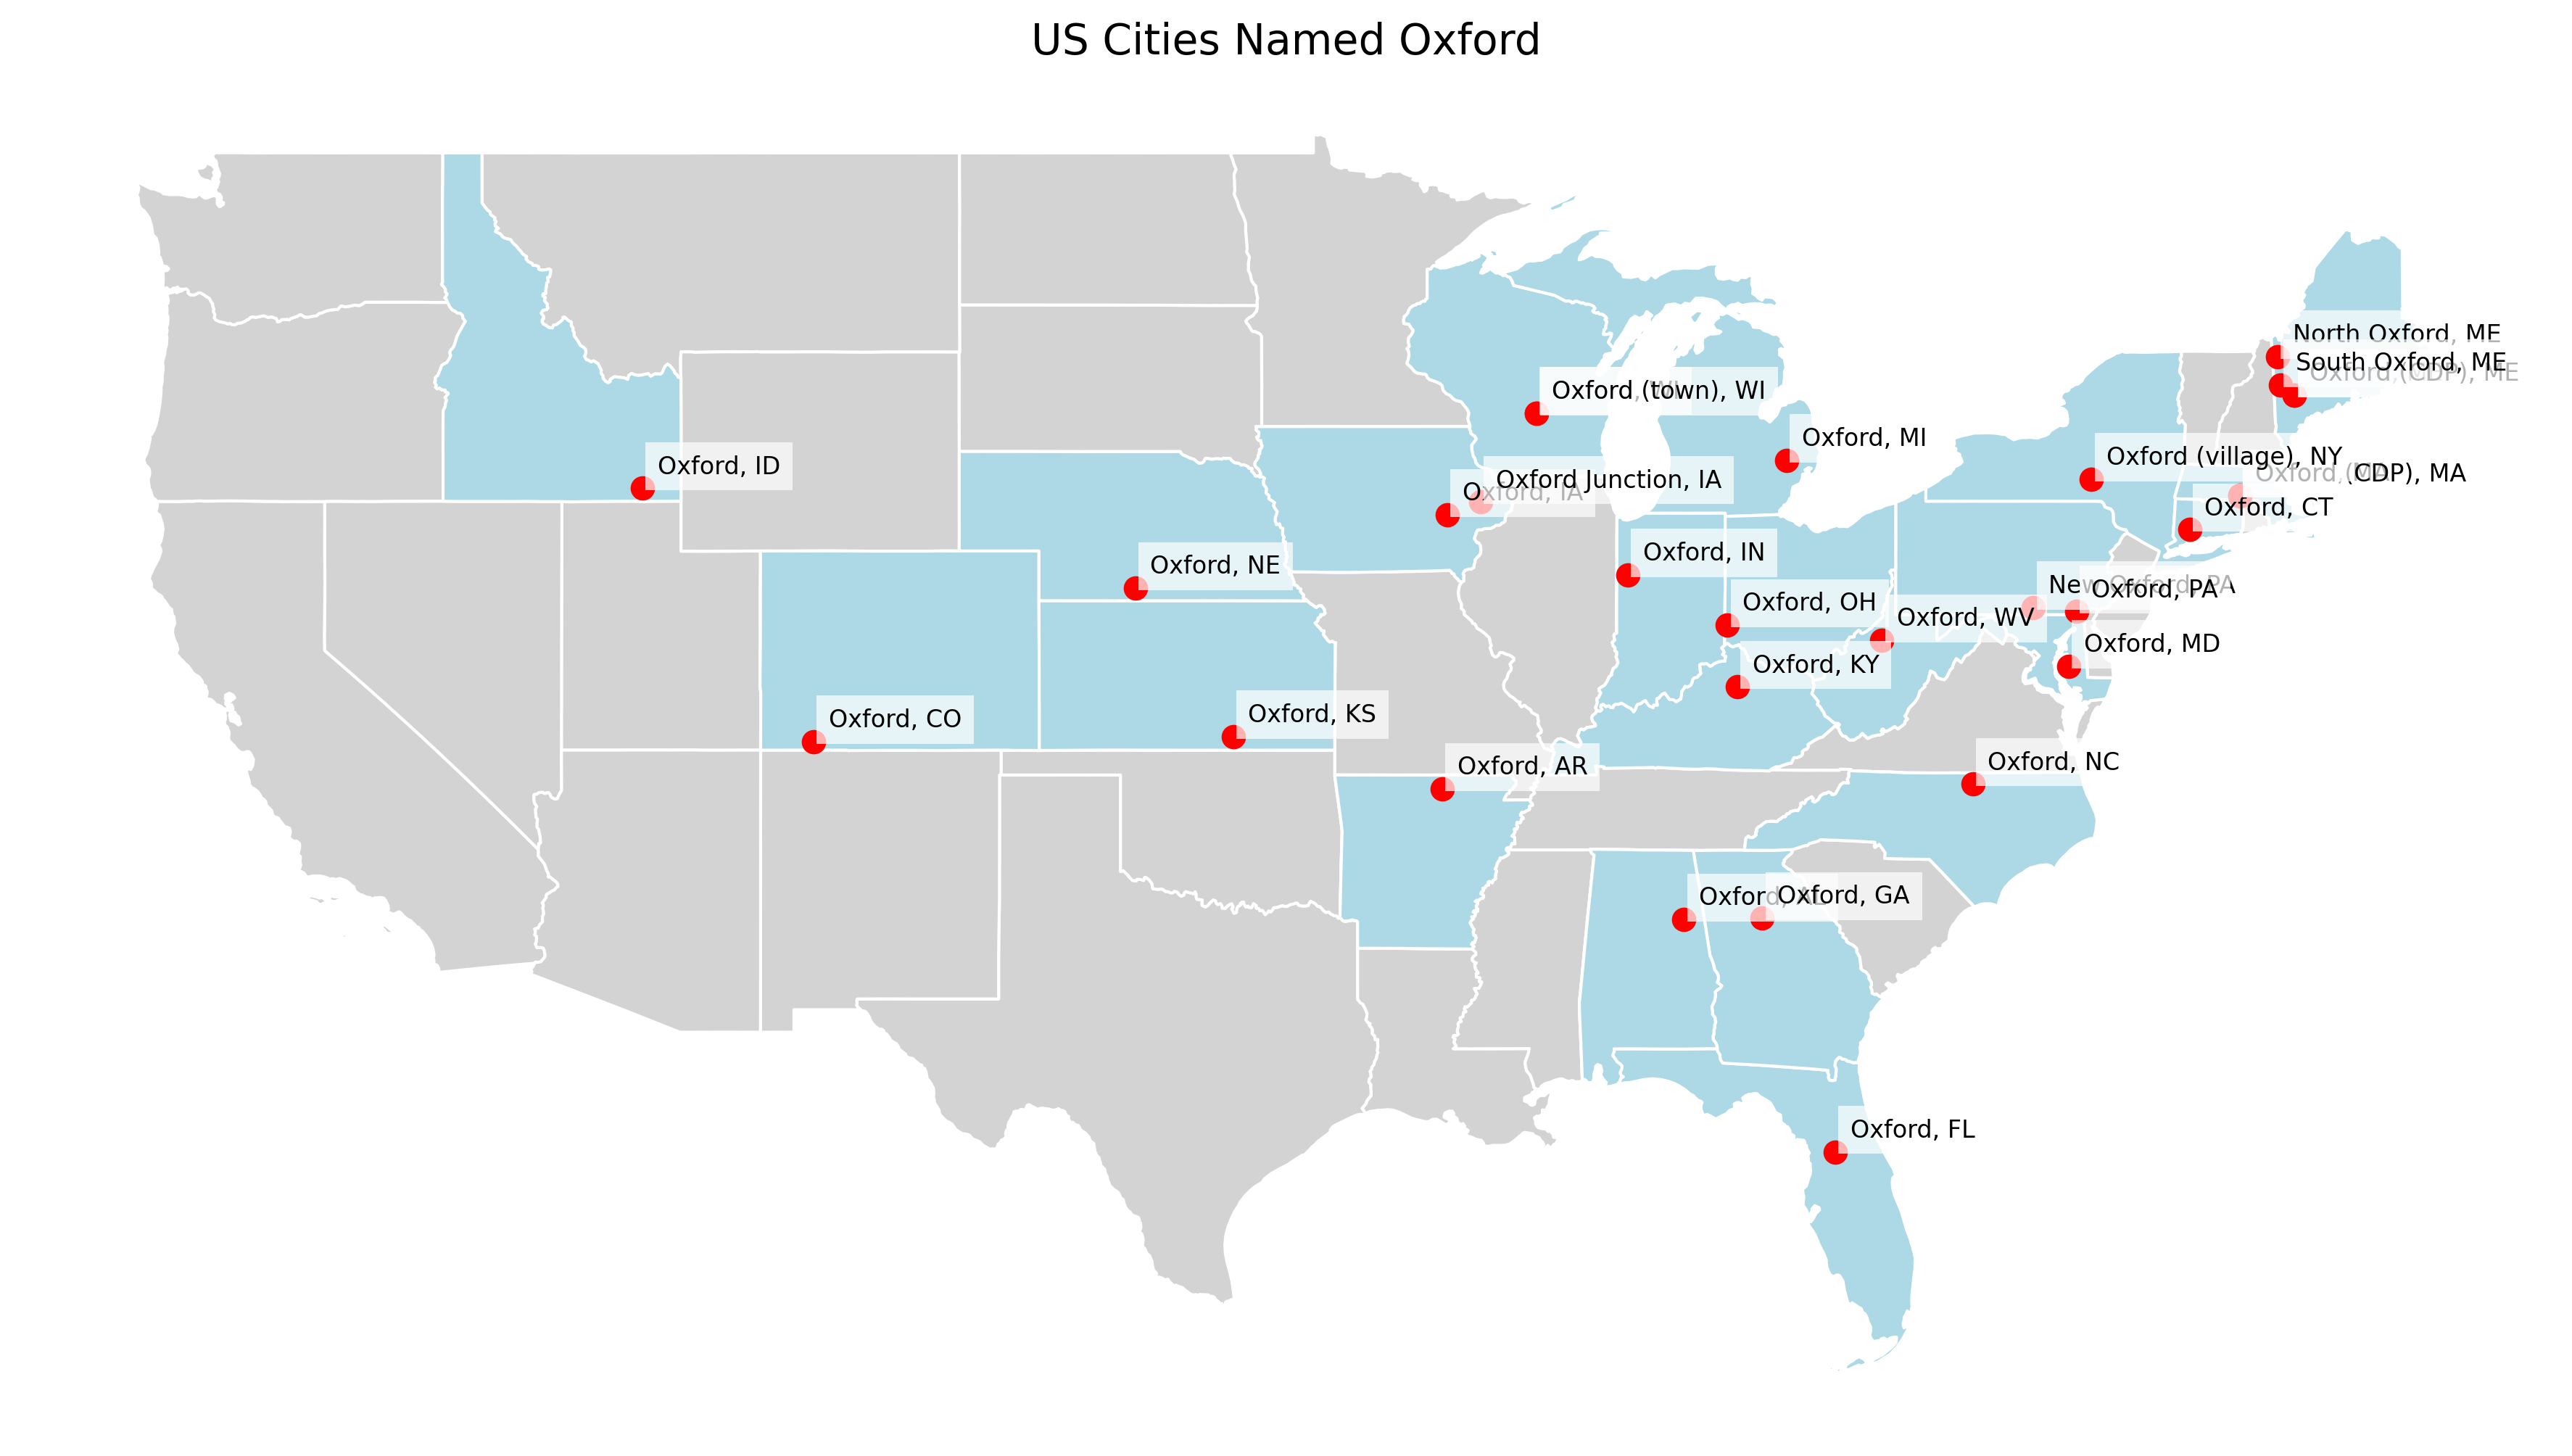 US Cities Named Oxford
North Oxford, ME
South Oxford, ME
Oxford (CDP), ME
Oxford (town), WI
Oxford, MI
Oxford (village), NY
Oxford, ID
Oxford Junction, IA
Oxford, IA
Oxford, MA
(CDP), MA
Oxford, CT
Oxford, NE
Oxford, IN
New Oxford, PA
Oxford, PA
Oxford, OH
Oxford, WV
Oxford, MD
Oxford, KY
Oxford, CO
Oxford, KS
Oxford, AR
Oxford, NC
Oxford, AL
Oxford, GA
Oxford, FL